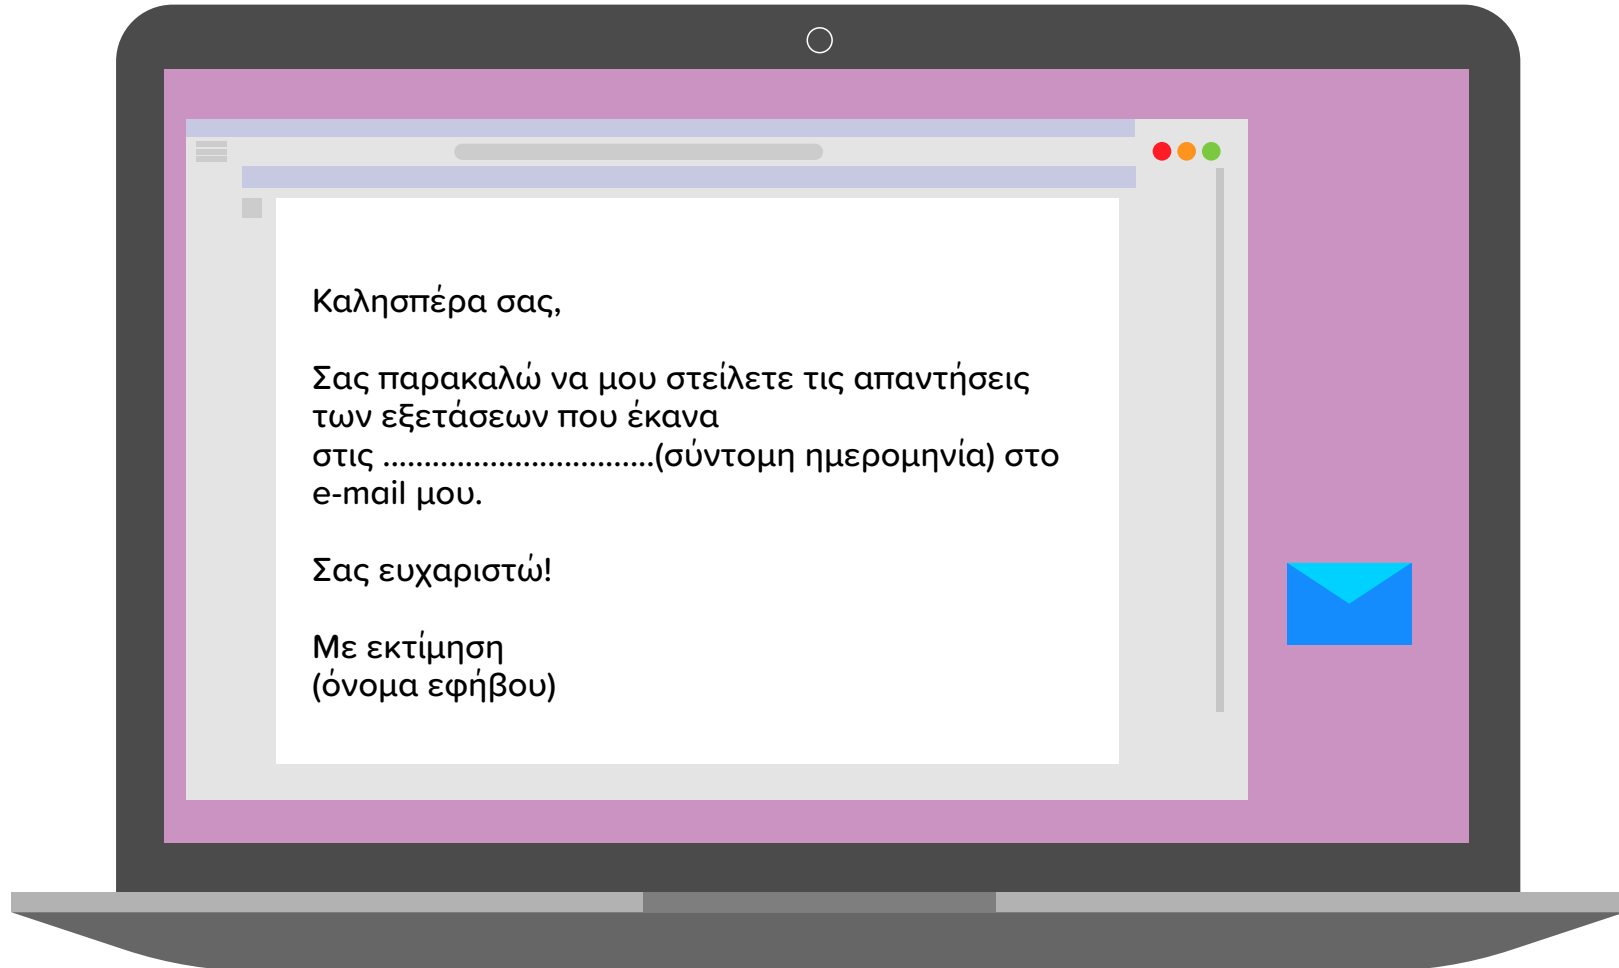 Καλησπέρα σας,
Σας παρακαλώ να μου στείλετε τις απαντήσεις
των εξετάσεων που έκανα
στις .................................(σύντομη ημερομηνία) στο
e-mail μου.
Σας ευχαριστώ!
Με εκτίμηση
(όνομα εφήβου)